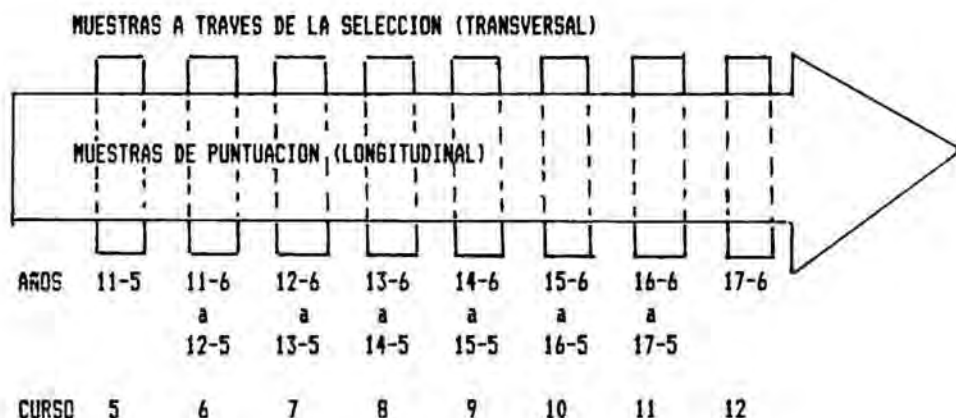 MUESTRAS A TRAVES DE LA SELECCION (TRANSVERSAL)
MUESTRAS DE PUNTUACION (LONGITUDINAL)
AÑOS 11-5 11-6 12-6 13-6 14-6 15-6 16-6 17-6
a a a a a a
12-5 13-5 14-5 15-5 16-5 17-5
CURSO 5 6 7 8 9 10 11 12